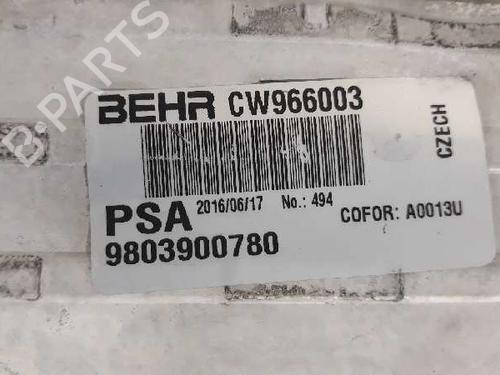 BEHR CW966003
CZECH
PSA 2016/06/17 No.: 494
COFOR: A0013U
9803900780
B-PARTS